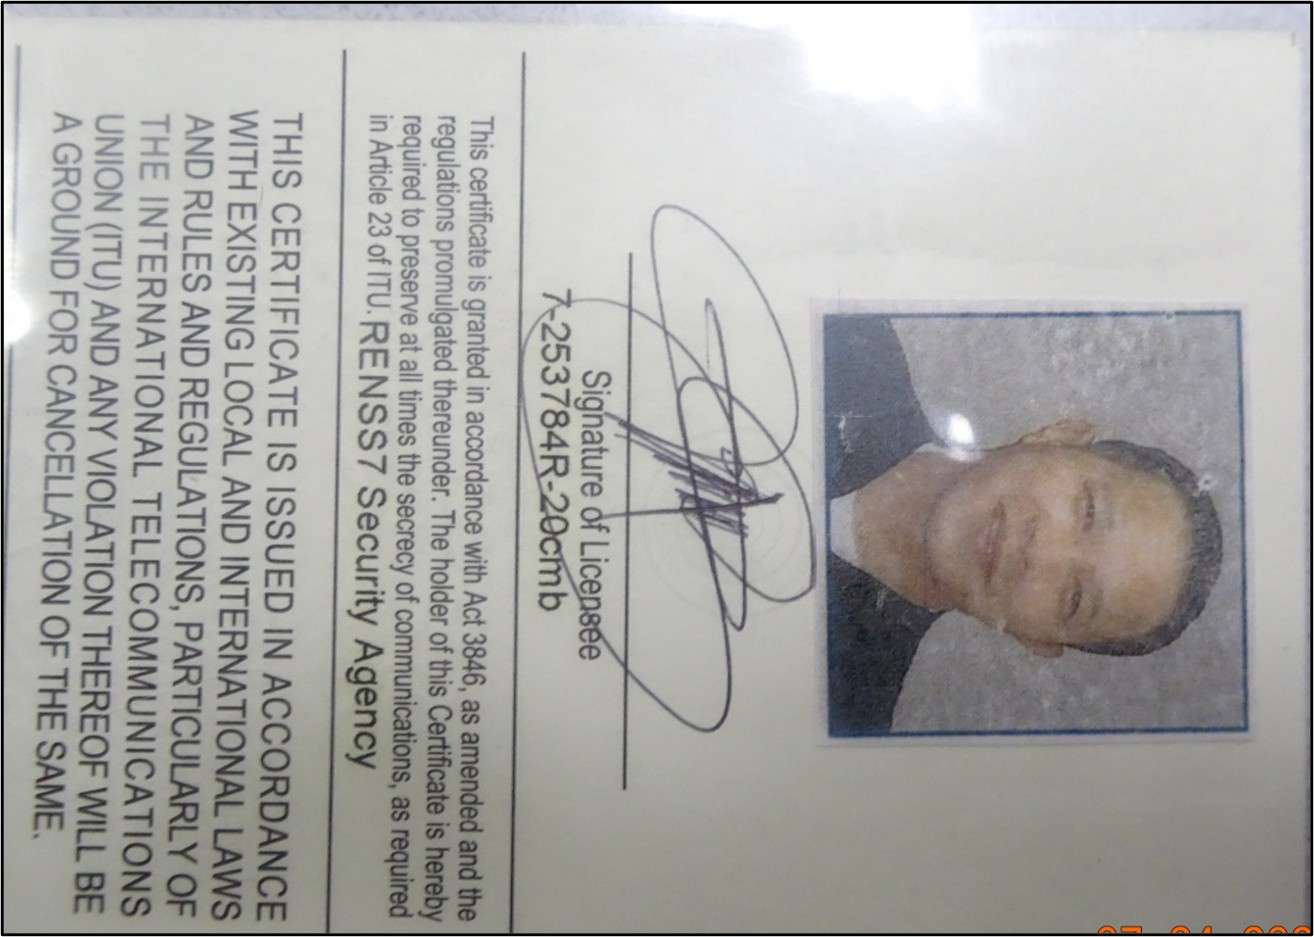 Signature of Licensee
7-253784R-20cmb
This certificate is granted in accordance with Act 3846, as amended and the
regulations promulgated thereunder. The holder of this Certificate is hereby
required to preserve at all times the secrecy of communications, as required
in Article 23 of ITU. RENSS7 Security Agency
THIS CERTIFICATE IS ISSUED IN ACCORDANCE
WITH EXISTING LOCAL AND INTERNATIONAL LAWS
AND RULES AND REGULATIONS, PARTICULARLY OF
THE INTERNATIONAL TELECOMMUNICATIONS
UNION (ITU) AND ANY VIOLATION THEREOF WILL BE
A GROUND FOR CANCELLATION OF THE SAME.